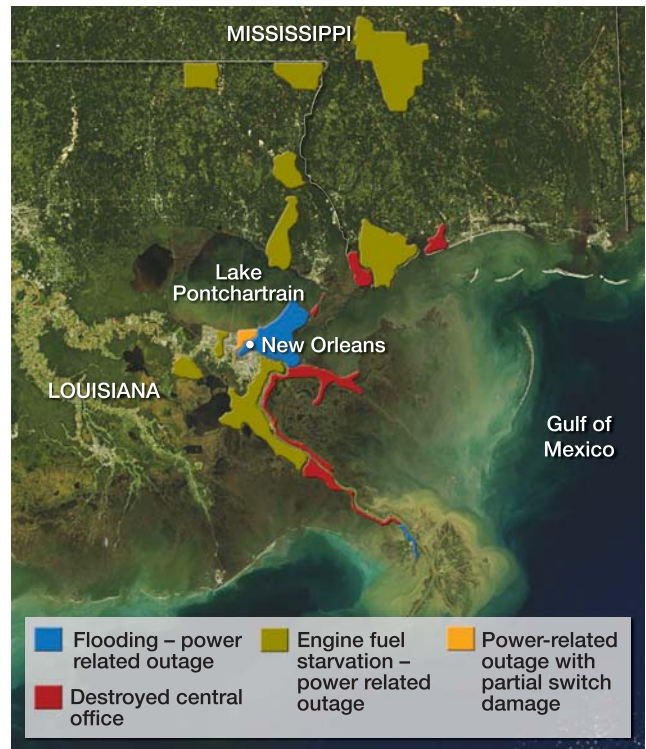 MISSISSIPPI
Lake
Pontchartrain
New Orleans
LOUISIANA
Gulf of
Mexico
Flooding – power
related outage
Destroyed central
office
Engine fuel
starvation –
power related
outage
Power-related
outage with
partial switch
damage